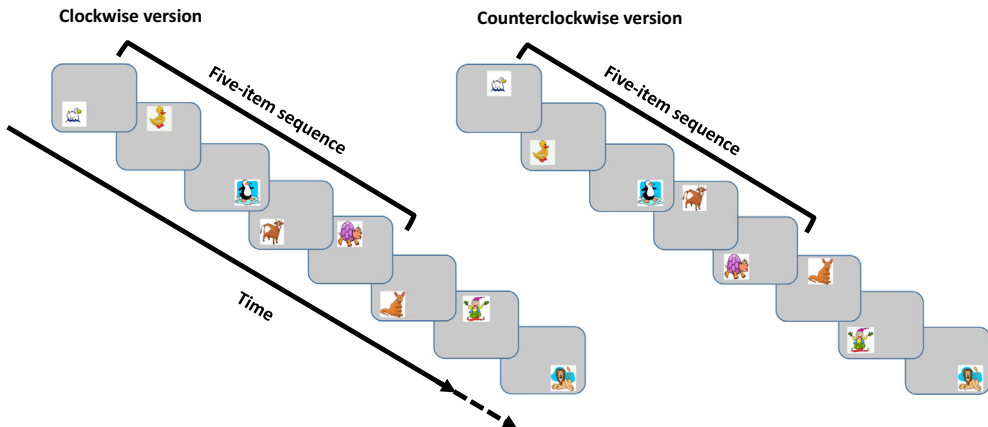 Clockwise version
Counterclockwise version
Five-item sequence
Five-item sequence
Time